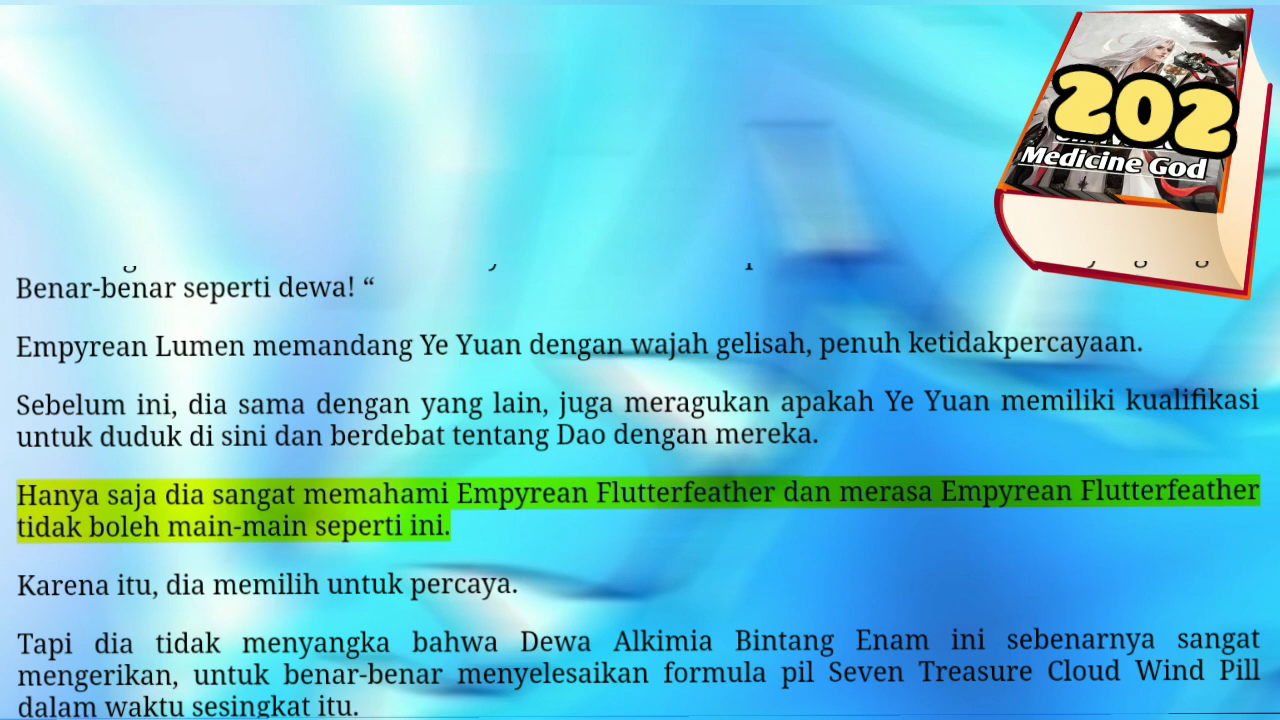 202
Medicine God
Benar-benar seperti dewa! “
Empyrean Lumen memandang Ye Yuan dengan wajah gelisah, penuh ketidakpercayaan.
Sebelum ini, dia sama dengan yang lain, juga meragukan apakah Ye Yuan memiliki kualifikasi
untuk duduk di sini dan berdebat tentang Dao dengan mereka.
Hanya saja dia sangat memahami Empyrean Flutterfeather dan merasa Empyrean Flutterfeather
tidak boleh main-main seperti ini.
Karena itu, dia memilih untuk percaya.
Tapi dia tidak menyangka bahwa Dewa Alkimia Bintang Enam ini sebenarnya sangat
mengerikan, untuk benar-benar menyelesaikan formula pil Seven Treasure Cloud Wind Pill
dalam waktu sesingkat itu.